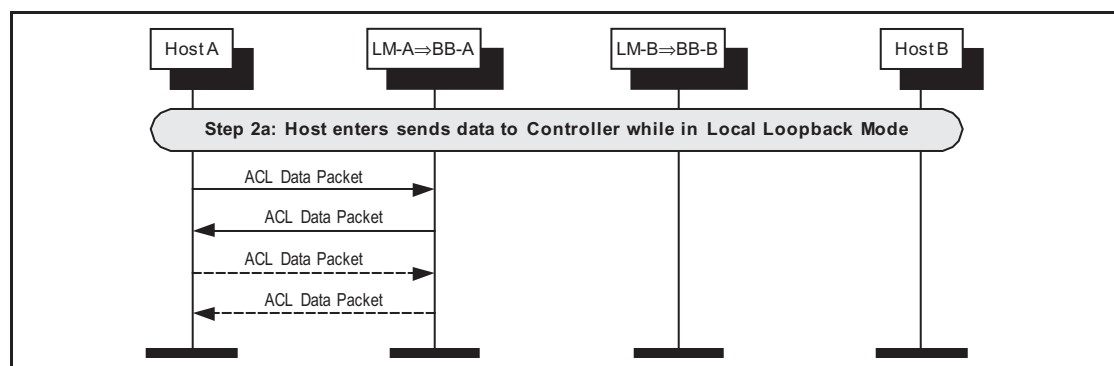 Host A
LM-A⇒BB-A
LM-B⇒BB-B
Host B
Step 2a: Host enters sends data to Controller while in Local Loopback Mode
ACL Data Packet
ACL Data Packet
ACL Data Packet
ACL Data Packet